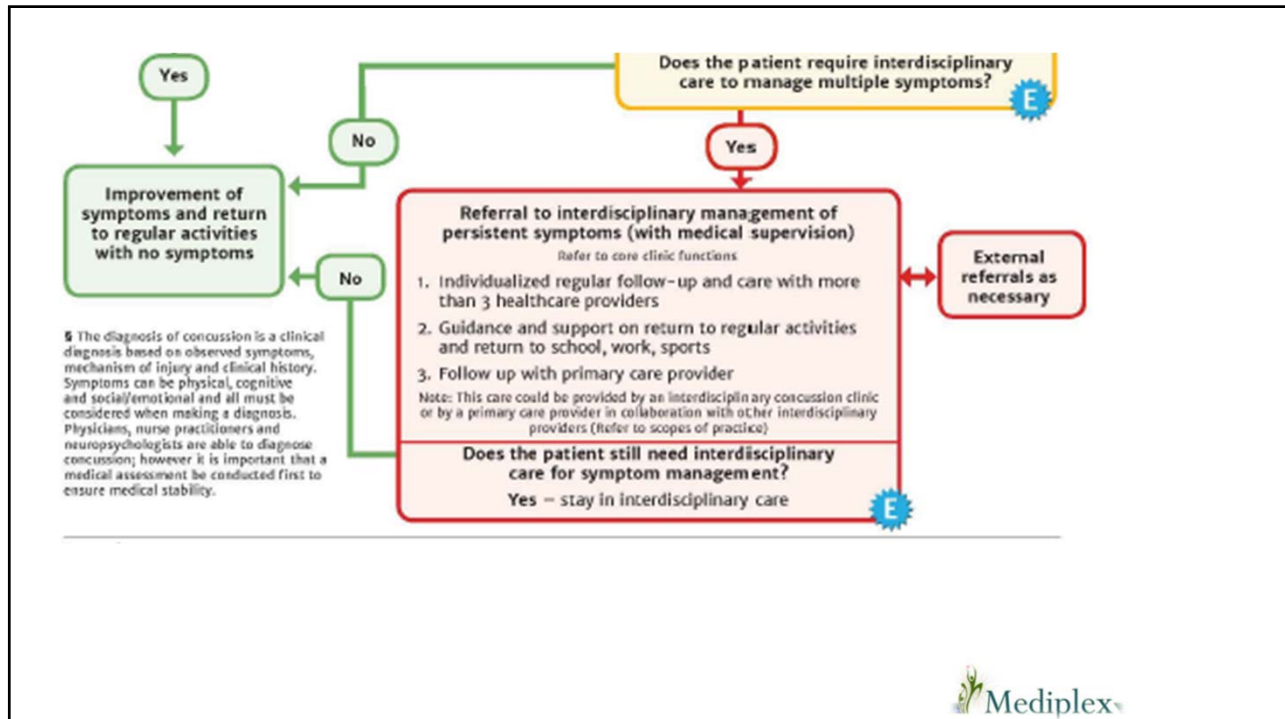 Yes
Does the patient require interdisciplinary
care to manage multiple symptoms?
E
No
Yes
Improvement of
symptoms and return
to regular activities
with no symptoms
Referral to interdisciplinary management of
persistent symptoms (with medical supervision)
Refer to core clinic functions
1. Individualized regular follow-up and care with more
than 3 healthcare providers
2. Guidance and support on return to regular activities
and return to school, work, sports
3. Follow up with primary care provider
Note: This care could be provided by an interdisciplinary concussion clinic
or by a primary care provider in collaboration with other interdisciplinary
providers (Refer to scopes of practice)
External
referrals as
necessary
No
§ The diagnosis of concussion is a clinical
diagnosis based on observed symptoms,
mechanism of injury and clinical history.
Symptoms can be physical, cognitive
and social/emotional and all must be
considered when making a diagnosis.
Physicians, nurse practitioners and
neuropsychologists are able to diagnose
concussion; however it is important that a
medical assessment be conducted first to
ensure medical stability.
Does the patient still need interdisciplinary
care for symptom management?
Yes – stay in interdisciplinary care
E
Mediplex